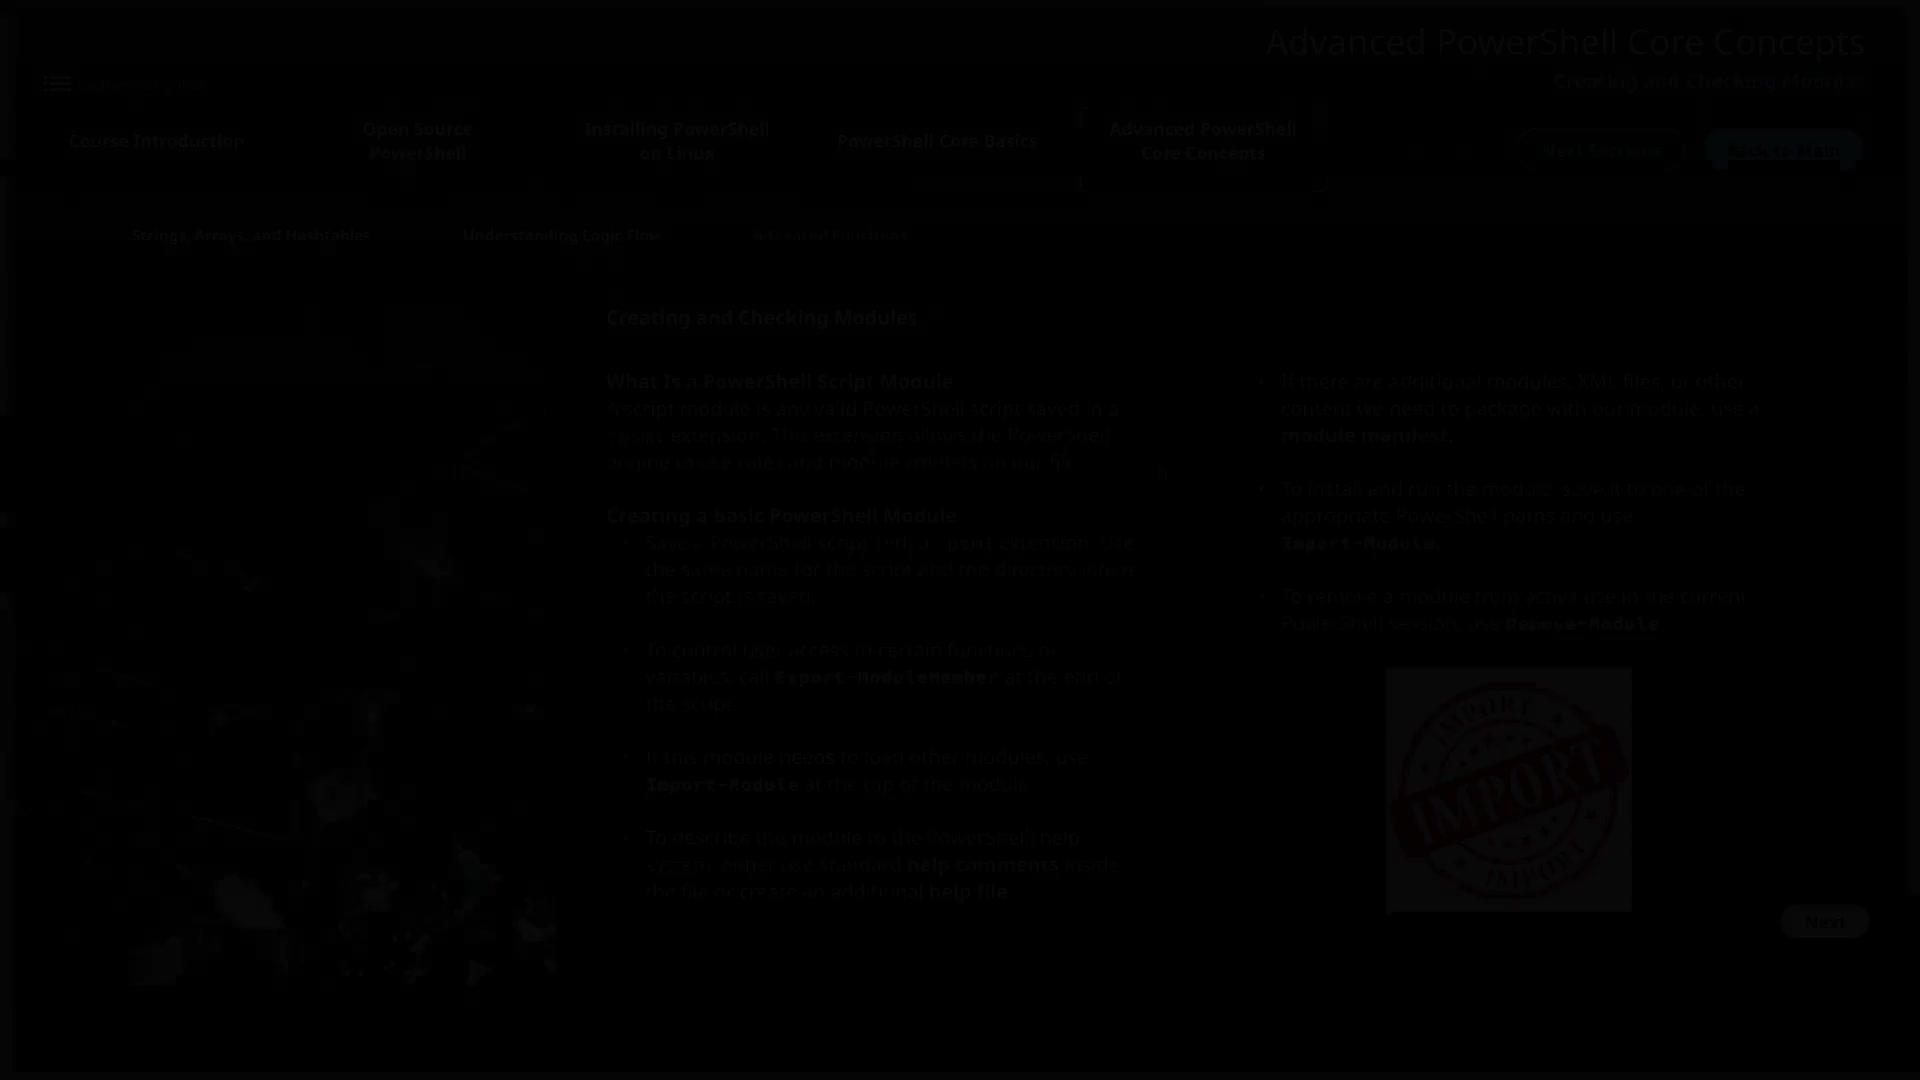 Advanced PowerShell Core Concepts
Creating and Checking Modules
Course Introduction
Open Source
PowerShell
Installing PowerShell
on Linux
PowerShell Core Basics
Advanced PowerShell
Core Concepts
Next Section
Back to Main
Strings, Arrays, and Hashtables
Understanding Logic Flow
Advanced Functions
Creating and Checking Modules
What Is a PowerShell Script Module
A script module is any valid PowerShell script saved in a
extension. This extension allows the PowerShell
engine to use rules and module cmdlets on our file
Creating a basic PowerShell Module
Save a PowerShell script with a .psm1 extention. Use
the same name for the script and the directory where
the script is saved.
To control user access to certain functions or
variables, call Export-ModuleMember at the end of
the script.
If this module needs to load other modules, use
Import-Module at the top of the module.
To describe the module to the PowerShell help
system, either use standard help comments inside
the file or create an additional help file.
• If there are additional modules, XML files, or other
content we need to package with our module, use a
module manifest.
• To install and run the module, save it to one of the
appropriate PowerShell paths and use
Import-Module.
• To remove a module from active use in the current
PowerShell session, use Remove-Module
IMPORT
IMPORT
IMPORT
Next